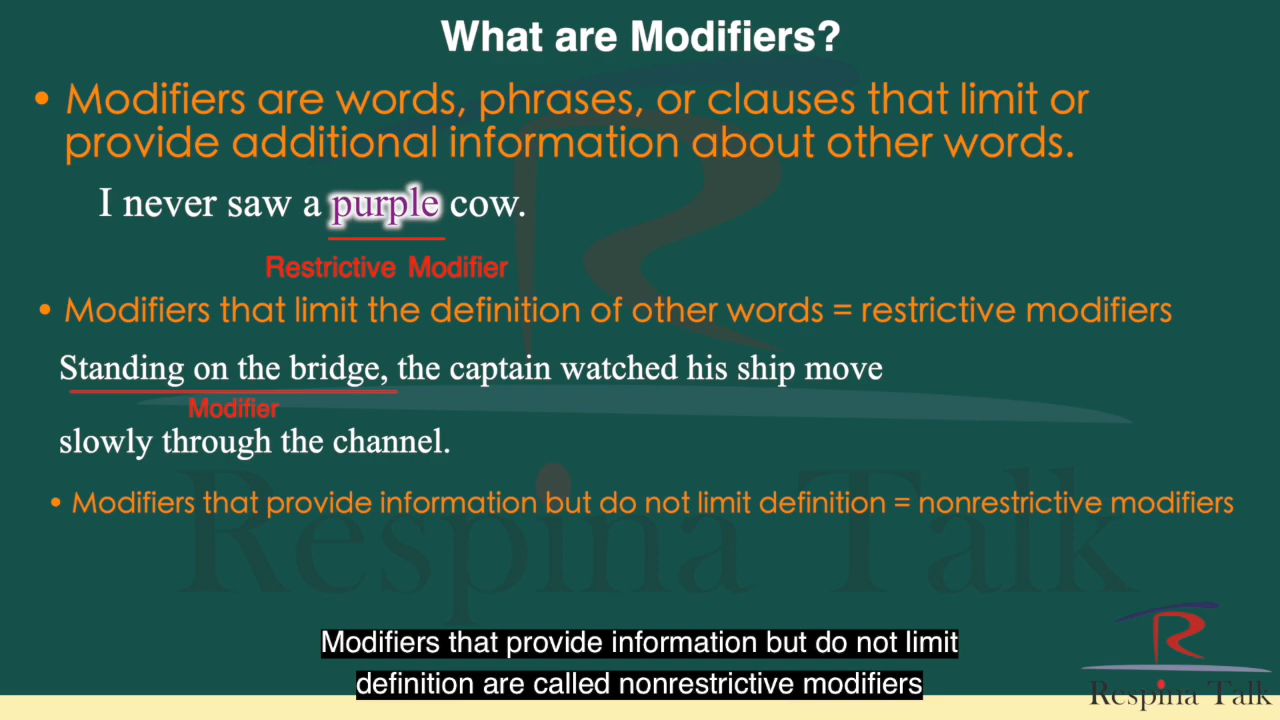 What are Modifiers?
• Modifiers are words, phrases, or clauses that limit or
provide additional information about other words.
I never saw a purple cow.
Restrictive Modifier
• Modifiers that limit the definition of other words = restrictive modifiers
Standing on the bridge, the captain watched his ship move
Modifier
slowly through the channel.
• Modifiers that provide information but do not limit definition = nonrestrictive modifiers
Respina Talk
Modifiers that provide information but do not limit
definition are called nonrestrictive modifiers
R
Respina Talk